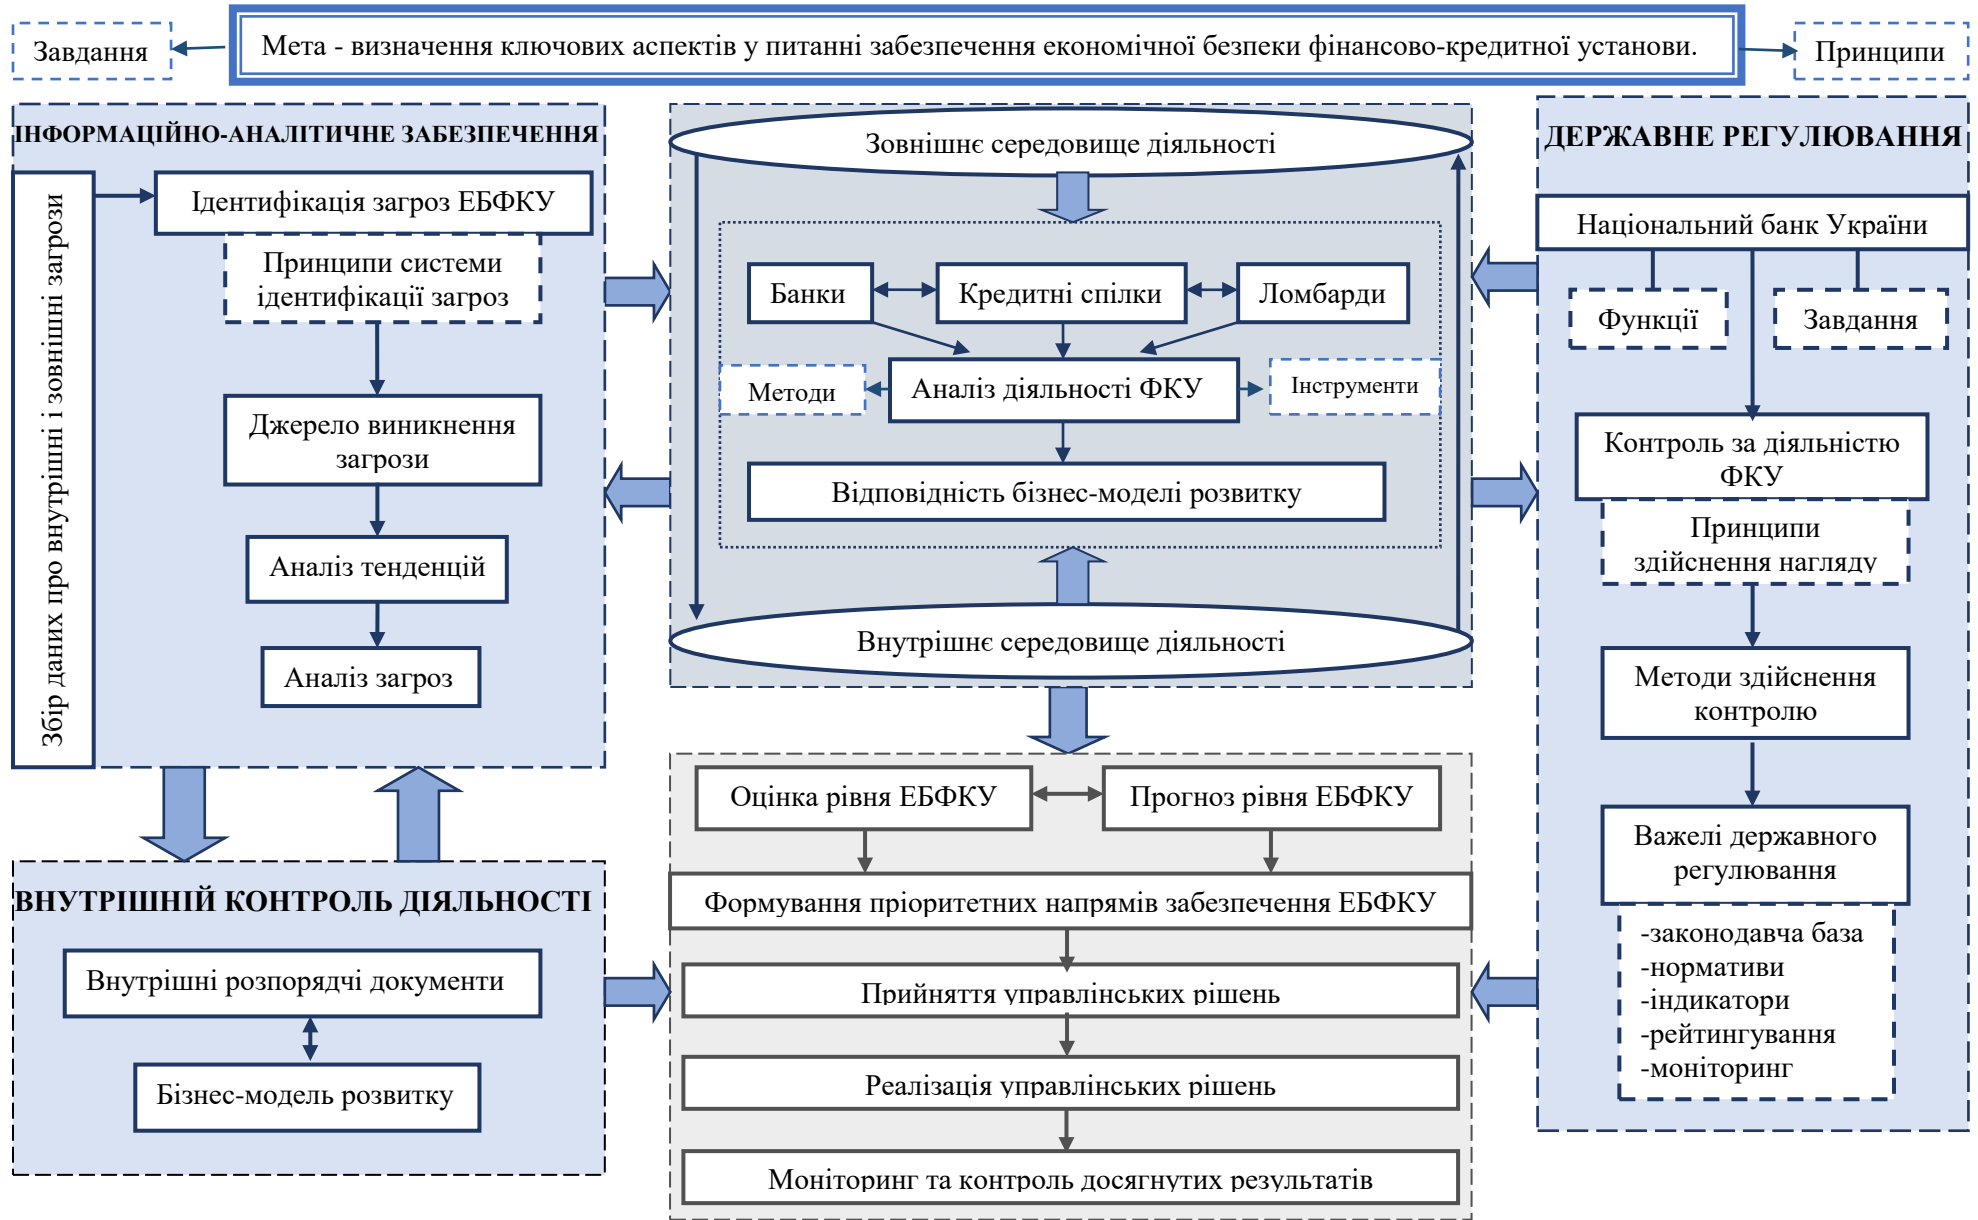 Завдання
Мета - визначення ключових аспектів у питанні забезпечення економічної безпеки фінансово-кредитної установи.
Принципи
ІНФОРМАЦІЙНО-АНАЛІТИЧНЕ ЗАБЕЗПЕЧЕННЯ
Збір даних про внутрішні і зовнішні загрози
Ідентифікація загроз ЕБФКУ
Принципи системи
ідентифікації загроз
Джерело виникнення
загрози
Аналіз тенденцій
Аналіз загроз
Зовнішнє середовище діяльності
Банки
Кредитні спілки
Ломбарди
Методи
Аналіз діяльності ФКУ
Інструменти
Відповідність бізнес-моделі розвитку
Внутрішнє середовище діяльності
ДЕРЖАВНЕ РЕГУЛЮВАННЯ
Національний банк України
Функції
Завдання
Контроль за діяльністю
ФКУ
Принципи
здійснення нагляду
Методи здійснення
контролю
Важелі державного
регулювання
-законодавча база
-нормативи
-індикатори
-рейтингування
-моніторинг
ВНУТРІШНІЙ КОНТРОЛЬ ДІЯЛЬНОСТІ
Внутрішні розпорядчі документи
Бізнес-модель розвитку
Оцінка рівня ЕБФКУ
Прогноз рівня ЕБФКУ
Формування пріоритетних напрямів забезпечення ЕБФКУ
Прийняття управлінських рішень
Реалізація управлінських рішень
Моніторинг та контроль досягнутих результатів